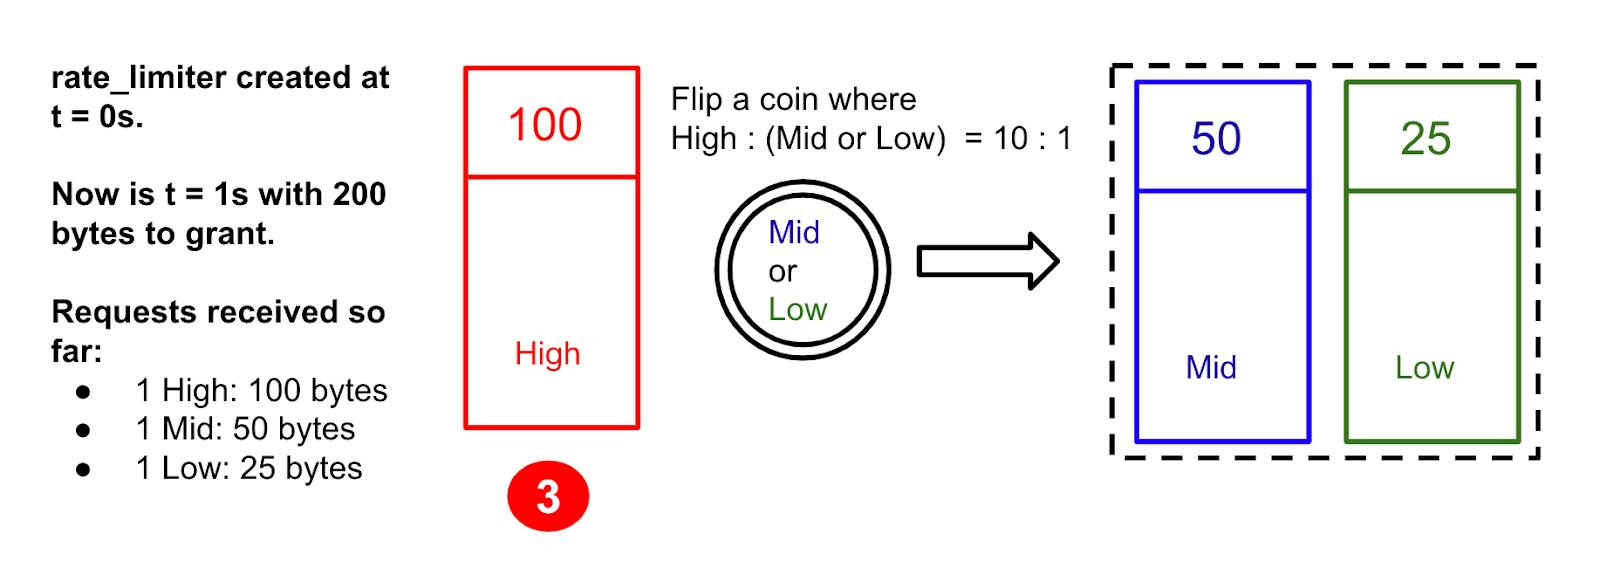 rate_limiter created at
t = 0s.
Now is t = 1s with 200
bytes to grant.
Requests received so
far:
● 1 High: 100 bytes
● 1 Mid: 50 bytes
● 1 Low: 25 bytes
100
High
3
Flip a coin where
High : (Mid or Low) = 10 : 1
Mid
or
Low
50
Mid
25
Low